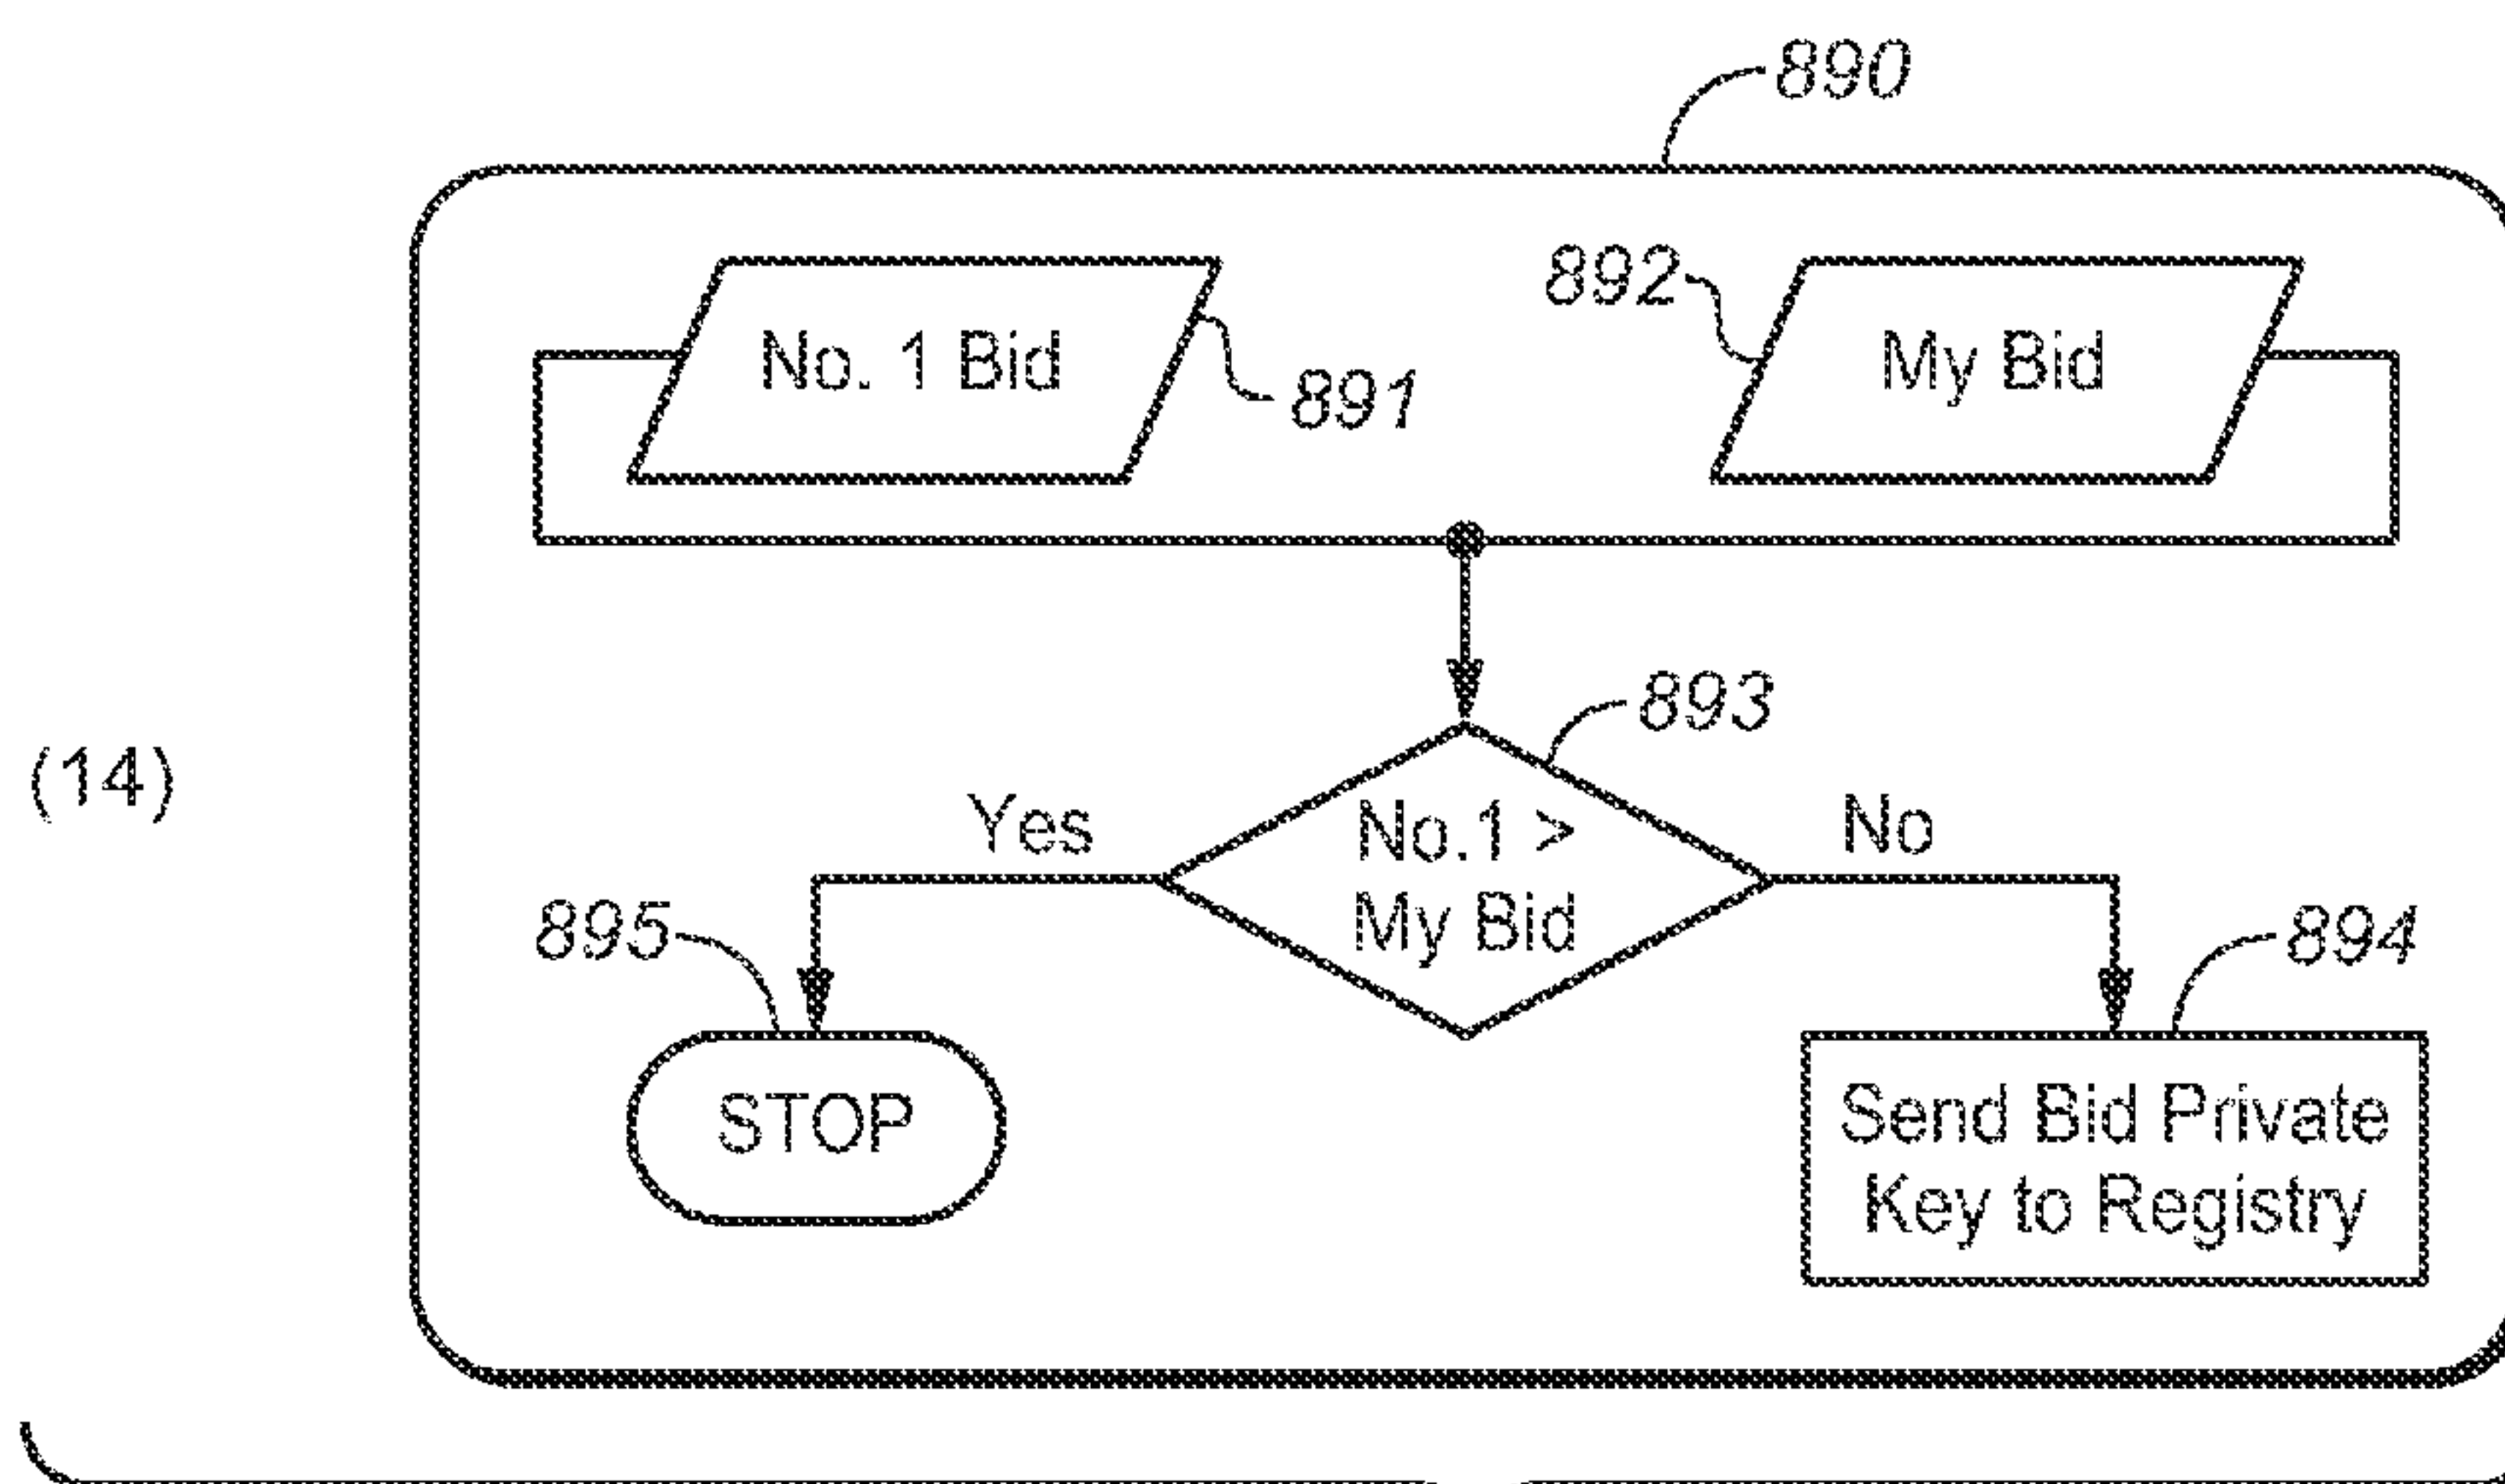 890
No. 1 Bid
891
892
My Bid
893
(14)
Yes
No.1 >
My Bid
No
895
894
STOP
Send Bid Private
Key to Registry